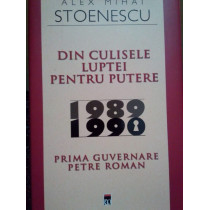 ALEX MIHAI
STOENESCU
DIN CULISELE
LUPTEI
PENTRU PUTERE
1989
1990
PRIMA GUVERNARE
PETRE ROMAN